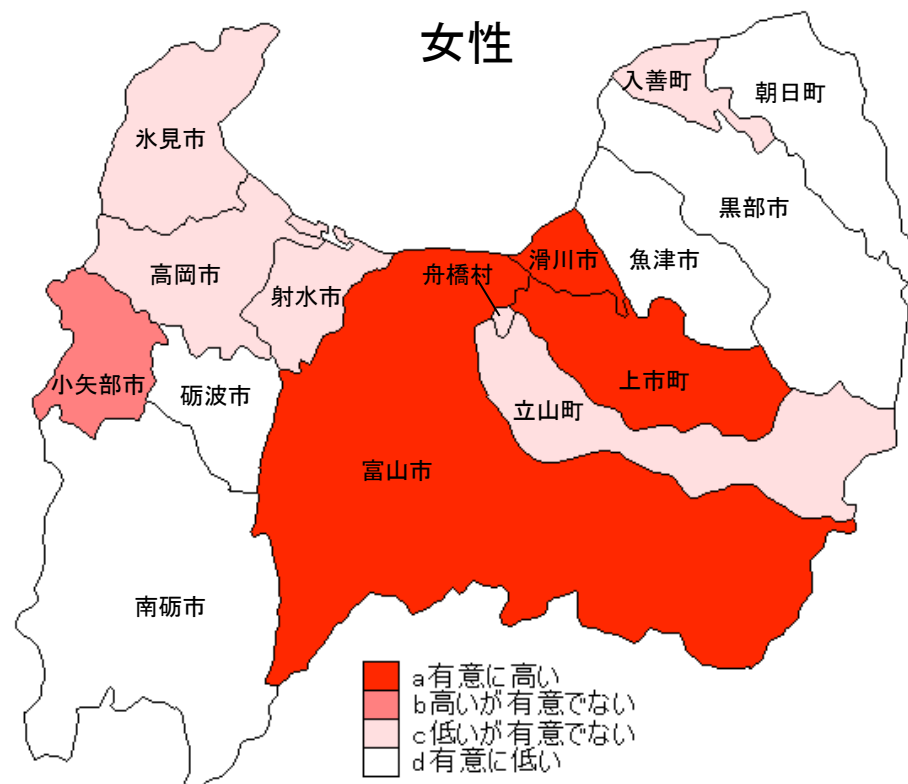 女性
入善町
朝日町
氷見市
黒部市
高岡市
射水市
舟橋村
滑川市
魚津市
小矢部市
砺波市
上市町
立山町
富山市
南砺市
a有意に高い
b高いが有意でない
c低いが有意でない
d有意に低い